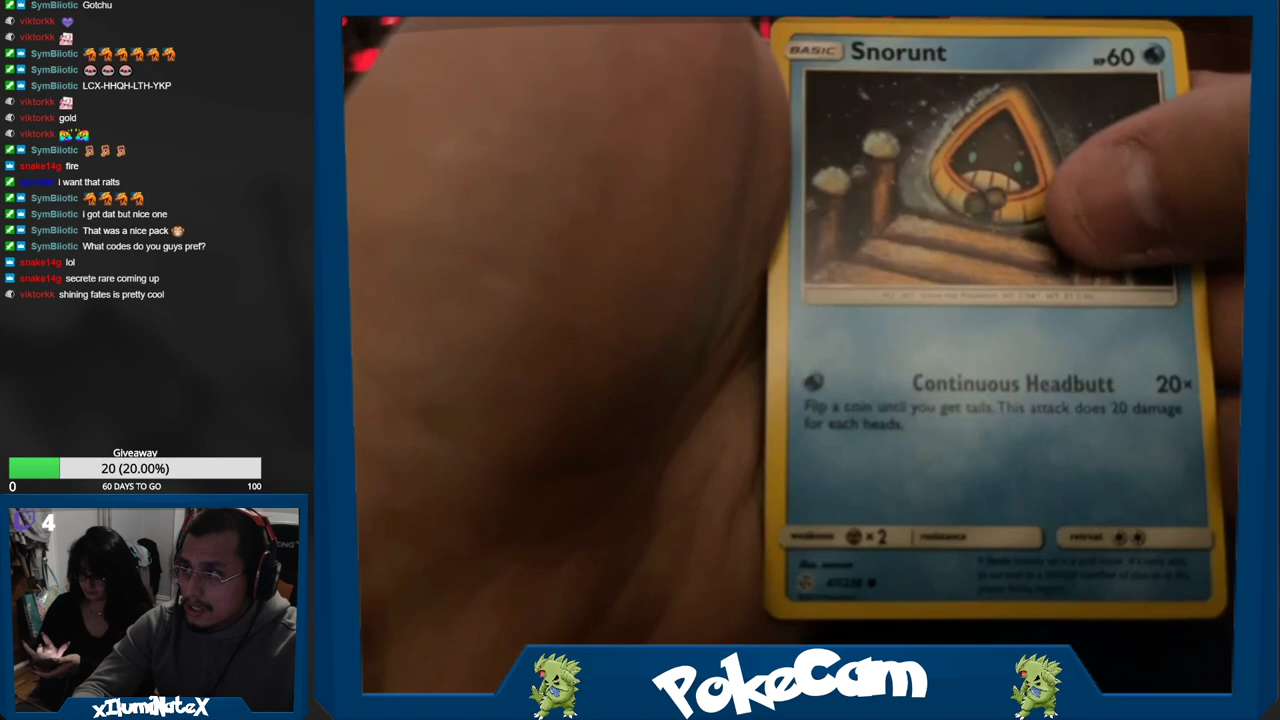 SymBiiotic Gotchu
viktorkk
viktorkk
SymBiiotic
SymBiiotic
SymBiiotic LCX-HHQH-LTH-YKP
viktorkk
viktorkk gold
viktorkk
SymBiiotic
snake14g fire
i want that ralts
SymBiiotic
SymBiiotic i got dat but nice one
SymBiiotic That was a nice pack
SymBiiotic What codes do you guys pref?
snake14g lol
snake14g secrete rare coming up
viktorkk shining fates is pretty cool
Giveaway
20 (20.00%)
0 60 DAYS TO GO 100
4
xIlumiNateX
BASIC Snorunt HP60
Continuous Headbutt 20×
Flip a coin until you get tails. This attack does 20 damage
for each heads.
weakness × 2 resistance retreat
PokeCam